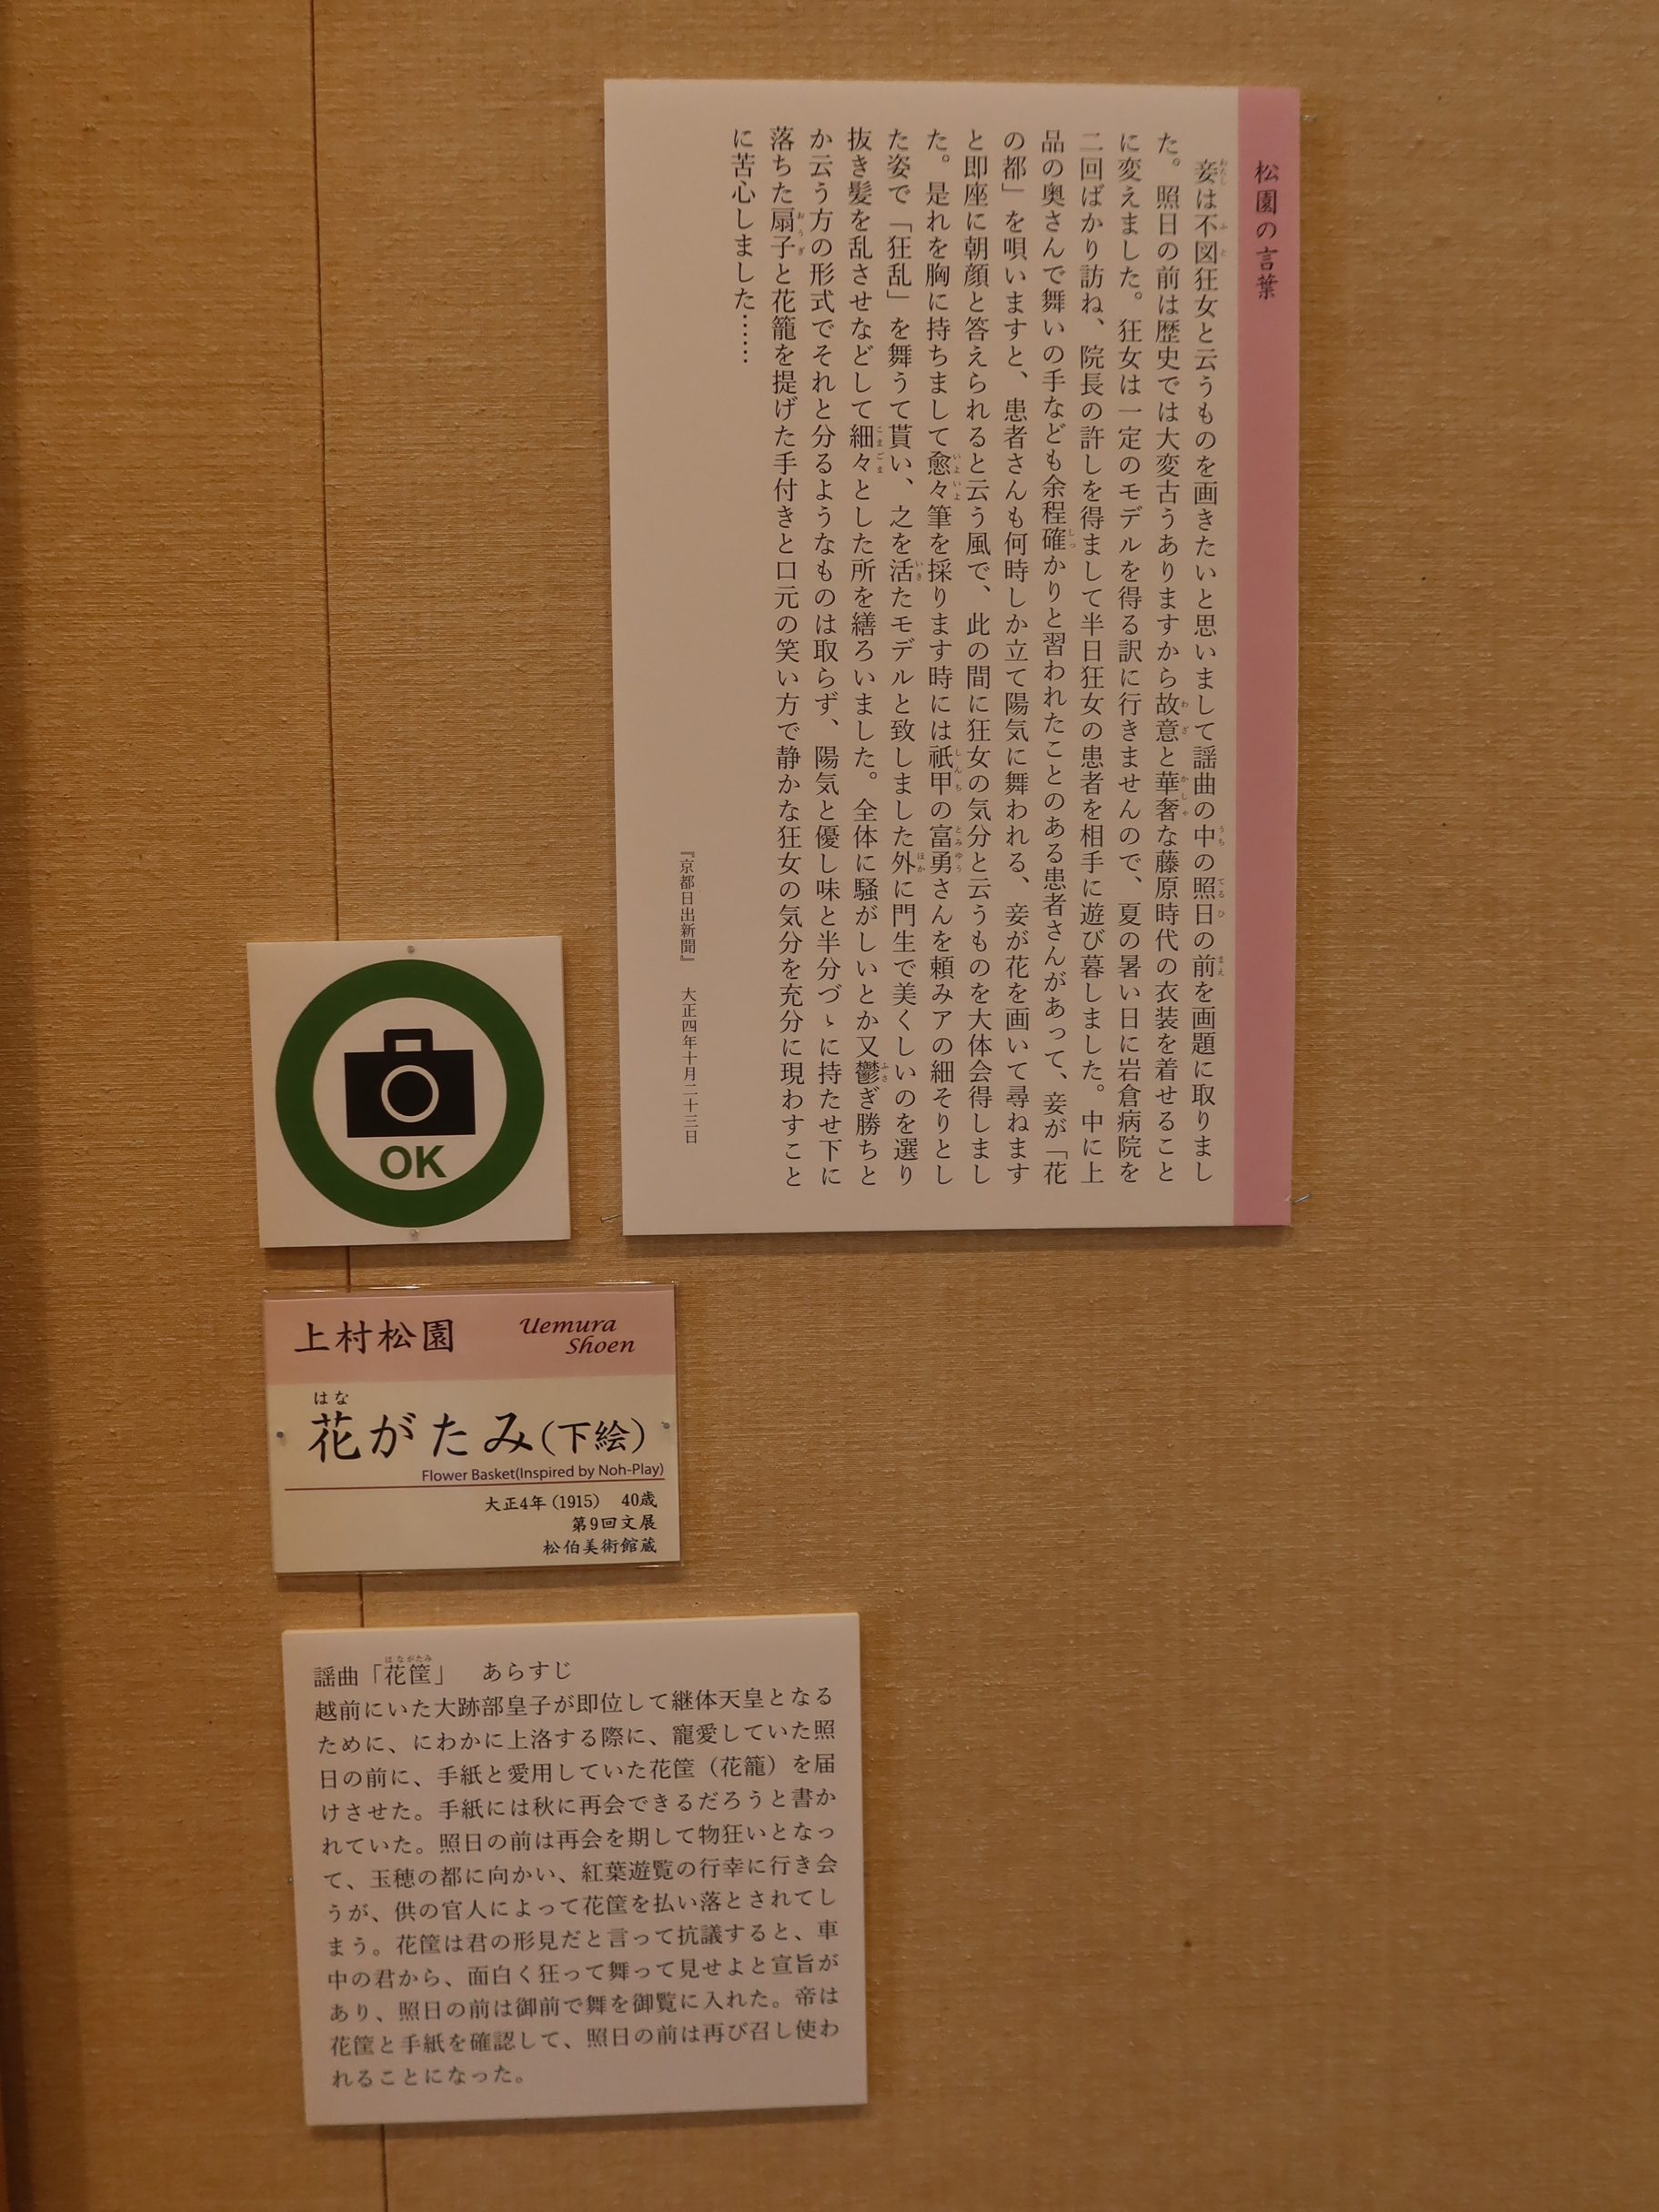 松園の言葉
妾は不図狂女と云うものを画きたいと思いまして謡曲の中の照日の前を画題に取りまし
た。照日の前は歴史では大変古うありますから故意と華奢な藤原時代の衣装を着せること
に変えました。狂女は一定のモデルを得る訳に行きませんので、夏の暑い日に岩倉病院を
二回ばかり訪ね、院長の許しを得まして半日狂女の患者を相手に遊び暮しました。中に上
品の奥さんで舞いの手なども余程確かりと習われたことのある患者さんがあって、妾が「花
の都」を唄いますと、患者さんも何時しか立て陽気に舞われる、妾が花を画いて尋ねます
と即座に朝顔と答えられると云う風で、此の間に狂女の気分と云うものを大体会得しまし
た。是れを胸に持ちまして愈々筆を採ります時には祇甲の富勇さんを頼みアの細そりとし
た姿で「狂乱」を舞うて貰い、之を活たモデルと致しました外に門生で美くしいのを選り
抜き髪を乱させなどして細々とした所を繕ろいました。全体に騒がしいとか又鬱ぎ勝ちと
か云う方の形式でそれと分るようなものは取らず、陽気と優し味と半分づゝに持たせ下に
落ちた扇子と花籠を提げた手付きと口元の笑い方で静かな狂女の気分を充分に現わすこと
に苦心しました……
『京都日出新聞』 大正四年十月二十三日
OK
上村松園 Uemura
Shoen
はな
花がたみ(下絵)
Flower Basket(Inspired by Noh-Play)
大正4年(1915) 40歳
第9回文展
松伯美術館蔵
謡曲「花筐」 あらすじ
越前にいた大跡部皇子が即位して継体天皇となる
ために、にわかに上洛する際に、寵愛していた照
日の前に、手紙と愛用していた花筐(花籠)を届
けさせた。手紙には秋に再会できるだろうと書か
れていた。照日の前は再会を期して物狂いとなっ
て、玉穂の都に向かい、紅葉遊覧の行幸に行き会
うが、供の官人によって花筐を払い落とされてし
まう。花筐は君の形見だと言って抗議すると、車
中の君から、面白く狂って舞って見せよと宣旨が
あり、照日の前は御前で舞を御覧に入れた。帝は
花筐と手紙を確認して、照日の前は再び召し使わ
れることになった。